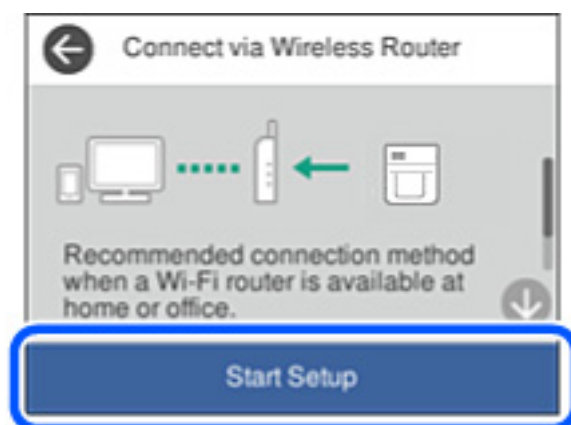 Connect via Wireless Router
Recommended connection method
when a Wi-Fi router is available at
home or office.
Start Setup